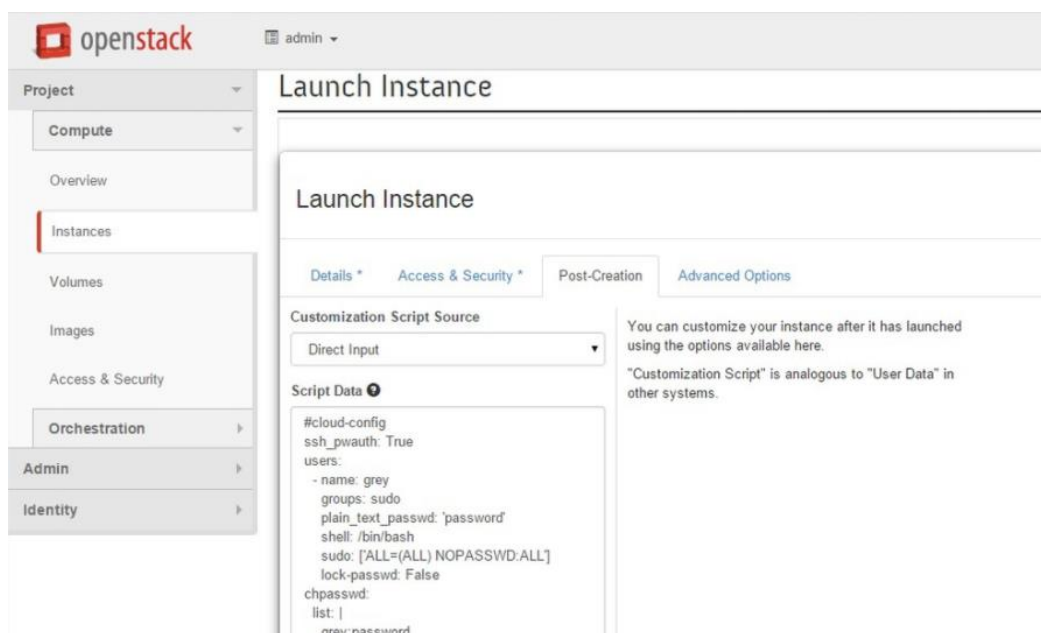 openstack
admin
Project
Compute
Overview
Instances
Volumes
Images
Access & Security
Orchestration
Admin
Identity
Launch Instance
Launch Instance
Details *
Access & Security *
Post-Creation
Advanced Options
Customization Script Source
Direct Input
Script Data
#cloud-config
ssh_pwauth: True
users:
- name: grey
groups: sudo
plain_text_passwd: 'password'
shell: /bin/bash
sudo: ['ALL=(ALL) NOPASSWD:ALL']
lock-passwd: False
chpasswd:
list: |
grey:password
You can customize your instance after it has launched
using the options available here.
"Customization Script" is analogous to "User Data" in
other systems.